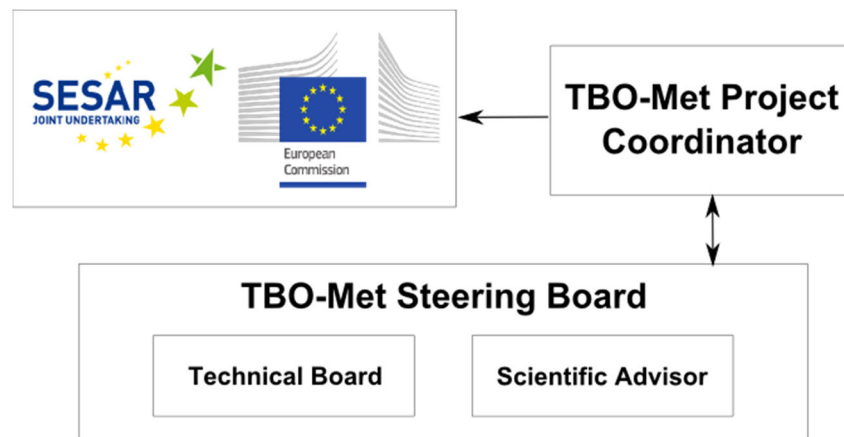 SESAR
JOINT UNDERTAKING
European
Commission
TBO-Met Project
Coordinator
TBO-Met Steering Board
Technical Board
Scientific Advisor